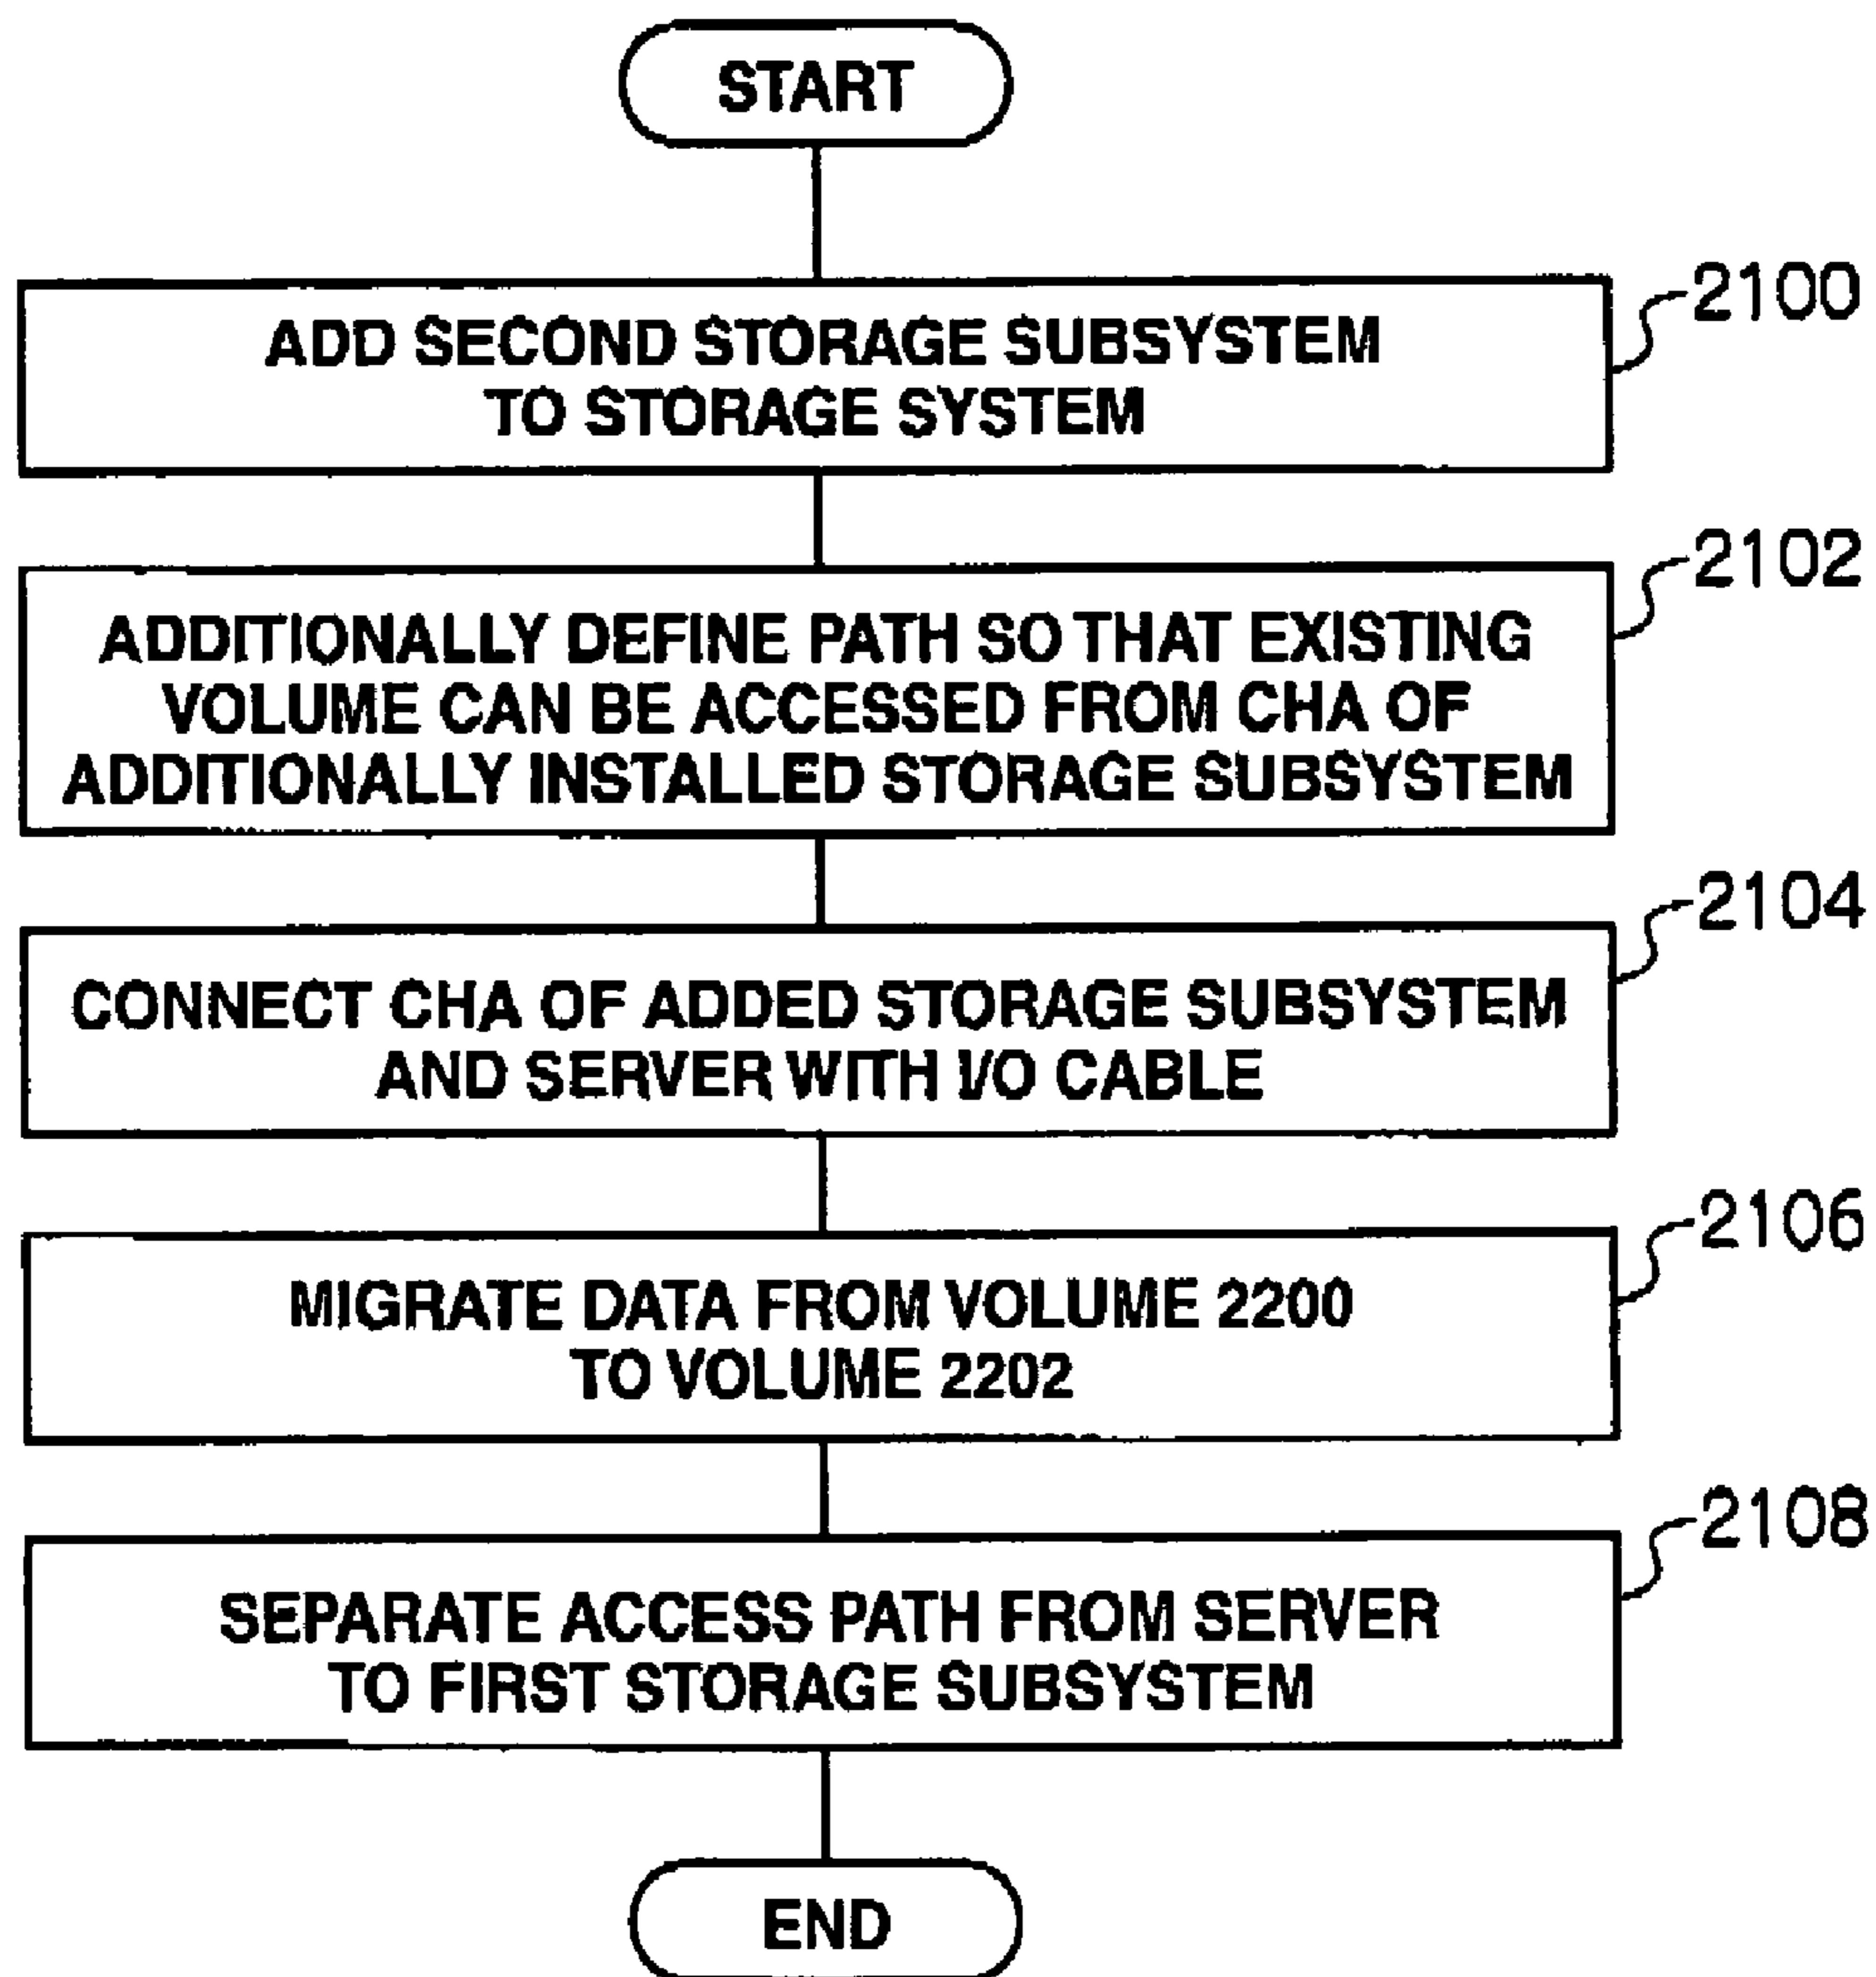 START
2100
ADD SECOND STORAGE SUBSYSTEM
TO STORAGE SYSTEM
2102
ADDITIONALLY DEFINE PATH SO THAT EXISTING
VOLUME CAN BE ACCESSED FROM CHA OF
ADDITIONALLY INSTALLED STORAGE SUBSYSTEM
2104
CONNECT CHA OF ADDED STORAGE SUBSYSTEM
AND SERVER WITH I/O CABLE
2106
MIGRATE DATA FROM VOLUME 2200
TO VOLUME 2202
2108
SEPARATE ACCESS PATH FROM SERVER
TO FIRST STORAGE SUBSYSTEM
END